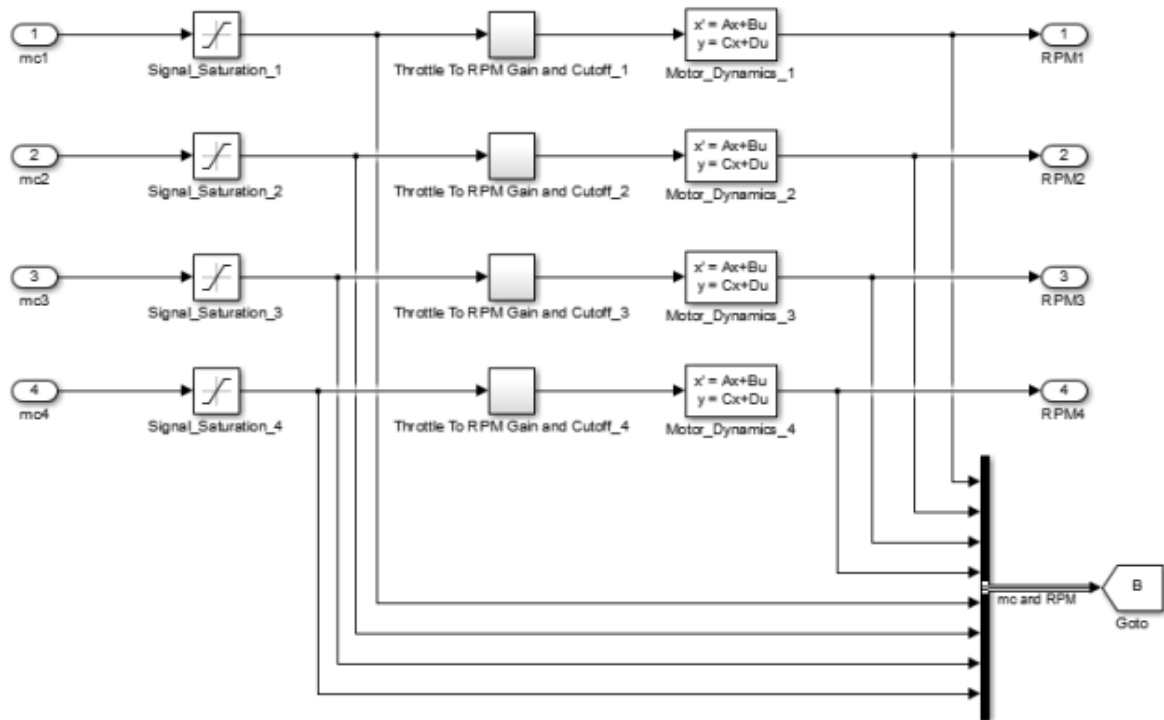 1
mc1
Signal_Saturation_1
Throttle To RPM Gain and Cutoff_1
x' = Ax+Bu
y = Cx+Du
Motor_Dynamics_1
1
RPM1
2
mc2
Signal_Saturation_2
Throttle To RPM Gain and Cutoff_2
x' = Ax+Bu
y = Cx+Du
Motor_Dynamics_2
2
RPM2
3
mc3
Signal_Saturation_3
Throttle To RPM Gain and Cutoff_3
x' = Ax+Bu
y = Cx+Du
Motor_Dynamics_3
3
RPM3
4
mc4
Signal_Saturation_4
Throttle To RPM Gain and Cutoff_4
x' = Ax+Bu
y = Cx+Du
Motor_Dynamics_4
4
RPM4
mc and RPM
B
Goto